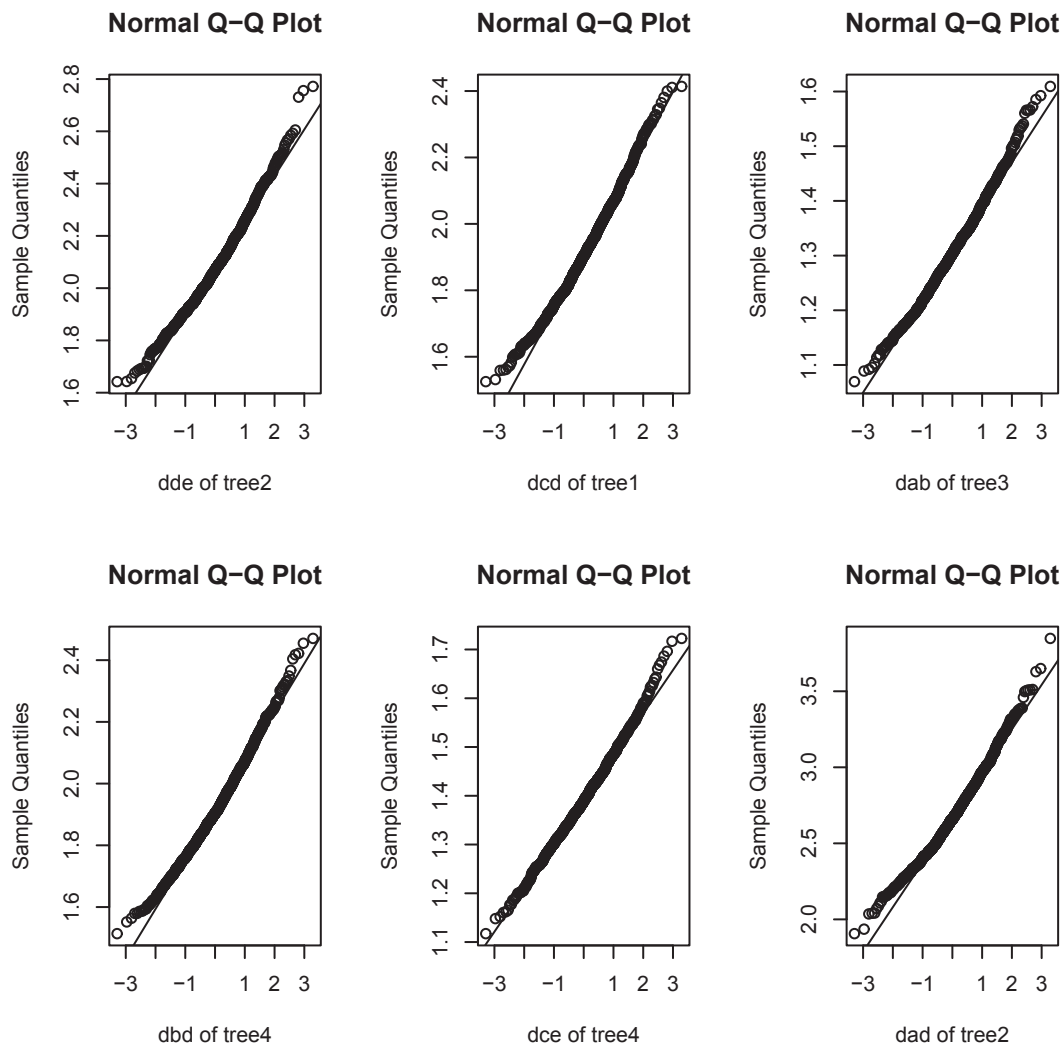 Normal Q−Q Plot Normal Q−Q Plot Normal Q−Q Plot
Sample Quantiles
1.6 1.8 2.0 2.2 2.4 2.6 2.8
−3 −1 1 2 3
dde of tree2
Sample Quantiles
1.6 1.8 2.0 2.2 2.4
−3 −1 1 2 3
dcd of tree1
Sample Quantiles
1.1 1.2 1.3 1.4 1.5 1.6
−3 −1 1 2 3
dab of tree3
Normal Q−Q Plot Normal Q−Q Plot Normal Q−Q Plot
Sample Quantiles
1.6 1.8 2.0 2.2 2.4
−3 −1 1 2 3
dbd of tree4
Sample Quantiles
1.1 1.2 1.3 1.4 1.5 1.6 1.7
−3 −1 1 2 3
dce of tree4
Sample Quantiles
2.0 2.5 3.0 3.5
−3 −1 1 2 3
dad of tree2